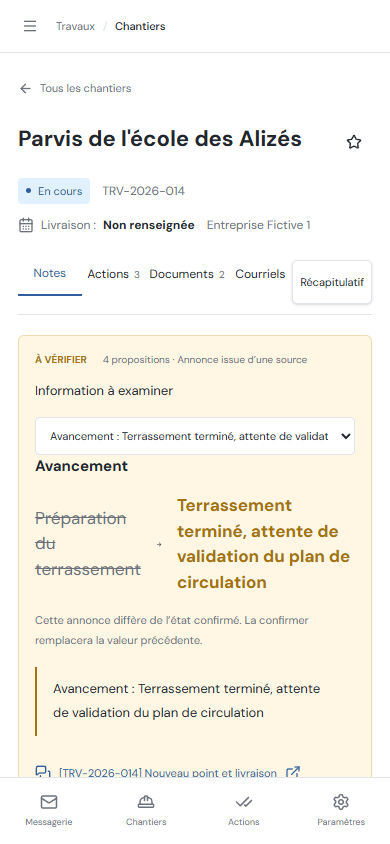 Travaux / Chantiers
Tous les chantiers
Parvis de l'école des Alizés
En cours TRV-2026-014
Livraison : Non renseignée Entreprise Fictive 1
Notes Actions 3 Documents 2 Courriels Récapitulatif
À VÉRIFIER 4 propositions · Annonce issue d'une source
Information à examiner
Avancement : Terrassement terminé, attente de validat
Avancement
Préparation
du
terrassement
→
Terrassement
terminé, attente de
validation du plan de
circulation
Cette annonce diffère de l'état confirmé. La confirmer
remplacera la valeur précédente.
Avancement : Terrassement terminé, attente
de validation du plan de circulation
[TRV-2026-014] Nouveau point et livraison
Messagerie Chantiers Actions Paramètres